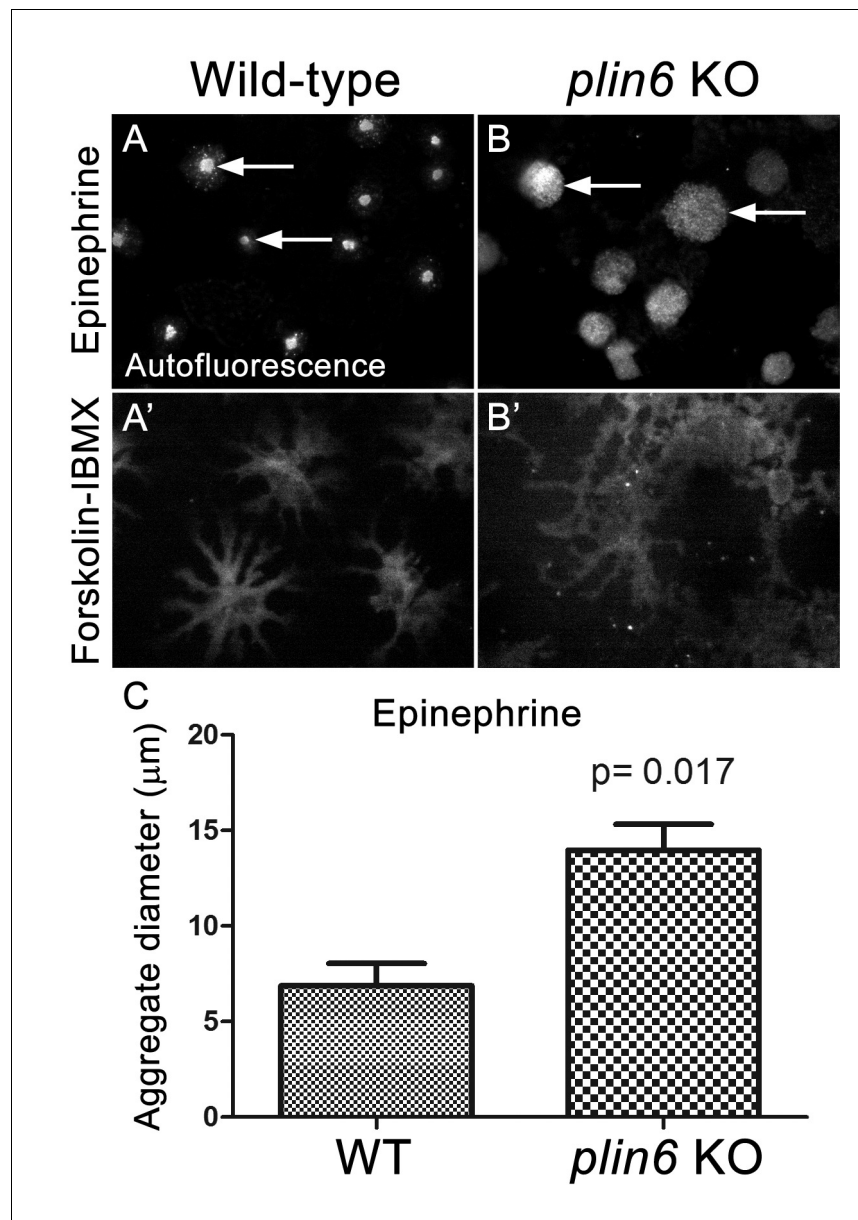 Wild-type
plin6 KO
Epinephrine
A
B
Autofluorescence
Forskolin-IBMX
A'
B'
C
Epinephrine
p= 0.017
Aggregate diameter (μm)
20
15
10
5
0
WT
plin6 KO